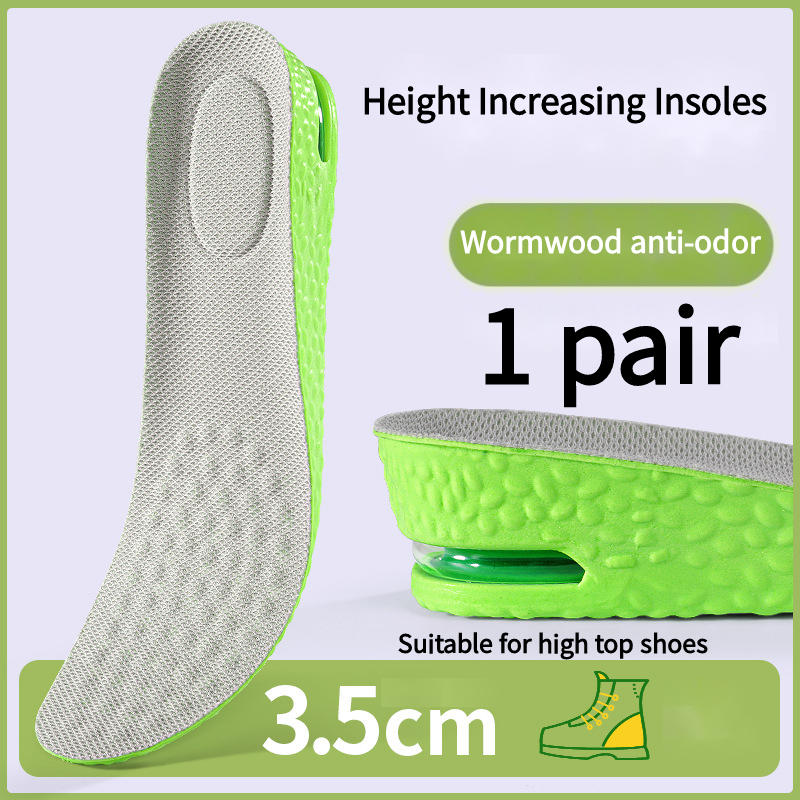 Height Increasing Insoles
Wormwood anti-odor
1 pair
Suitable for high top shoes
3.5cm